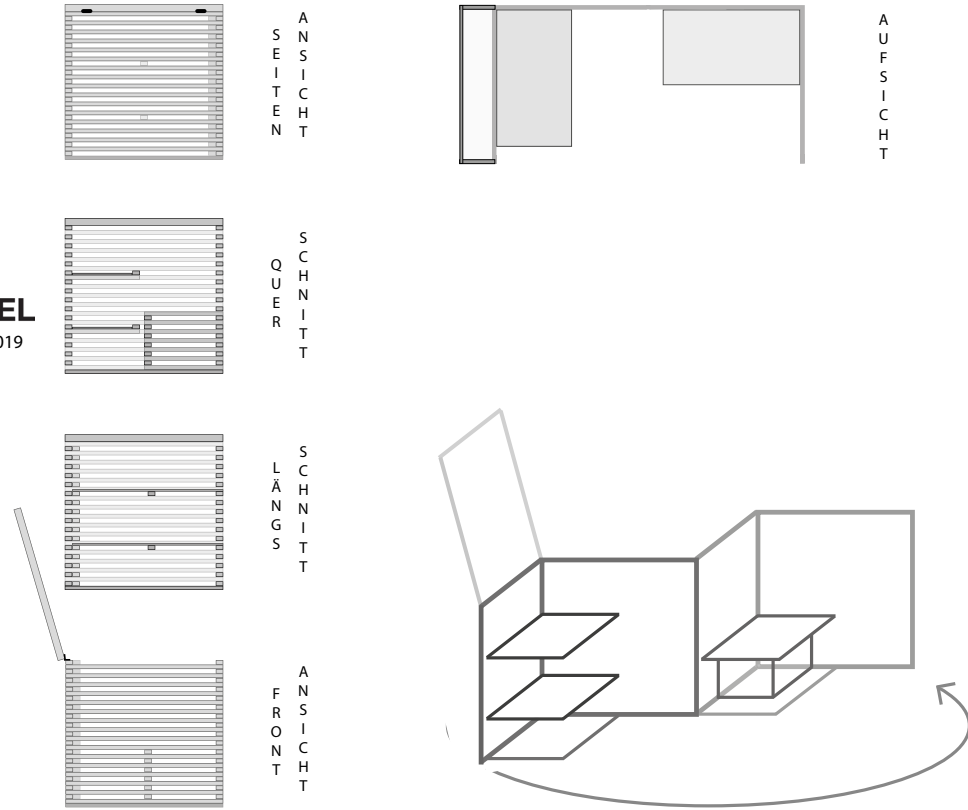 SEITEN
ANSICHT
AUFSICHT
QUER
SCHNITT
EL
019
LÄNGS
SCHNITT
FRONT
ANSICHT